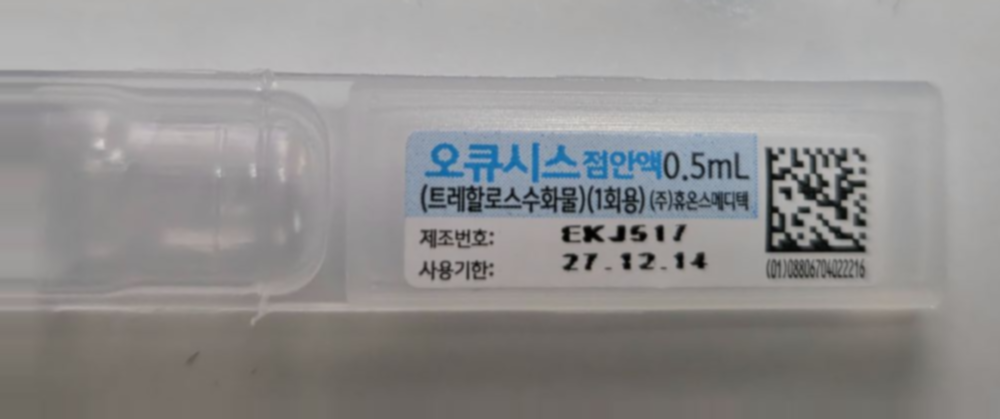 오큐시스 점안액 0.5mL
(트레할로스수화물)(1회용) (주)휴온스메디텍
제조번호: EKJ517
사용기한: 27.12.14
(01)08806704022216